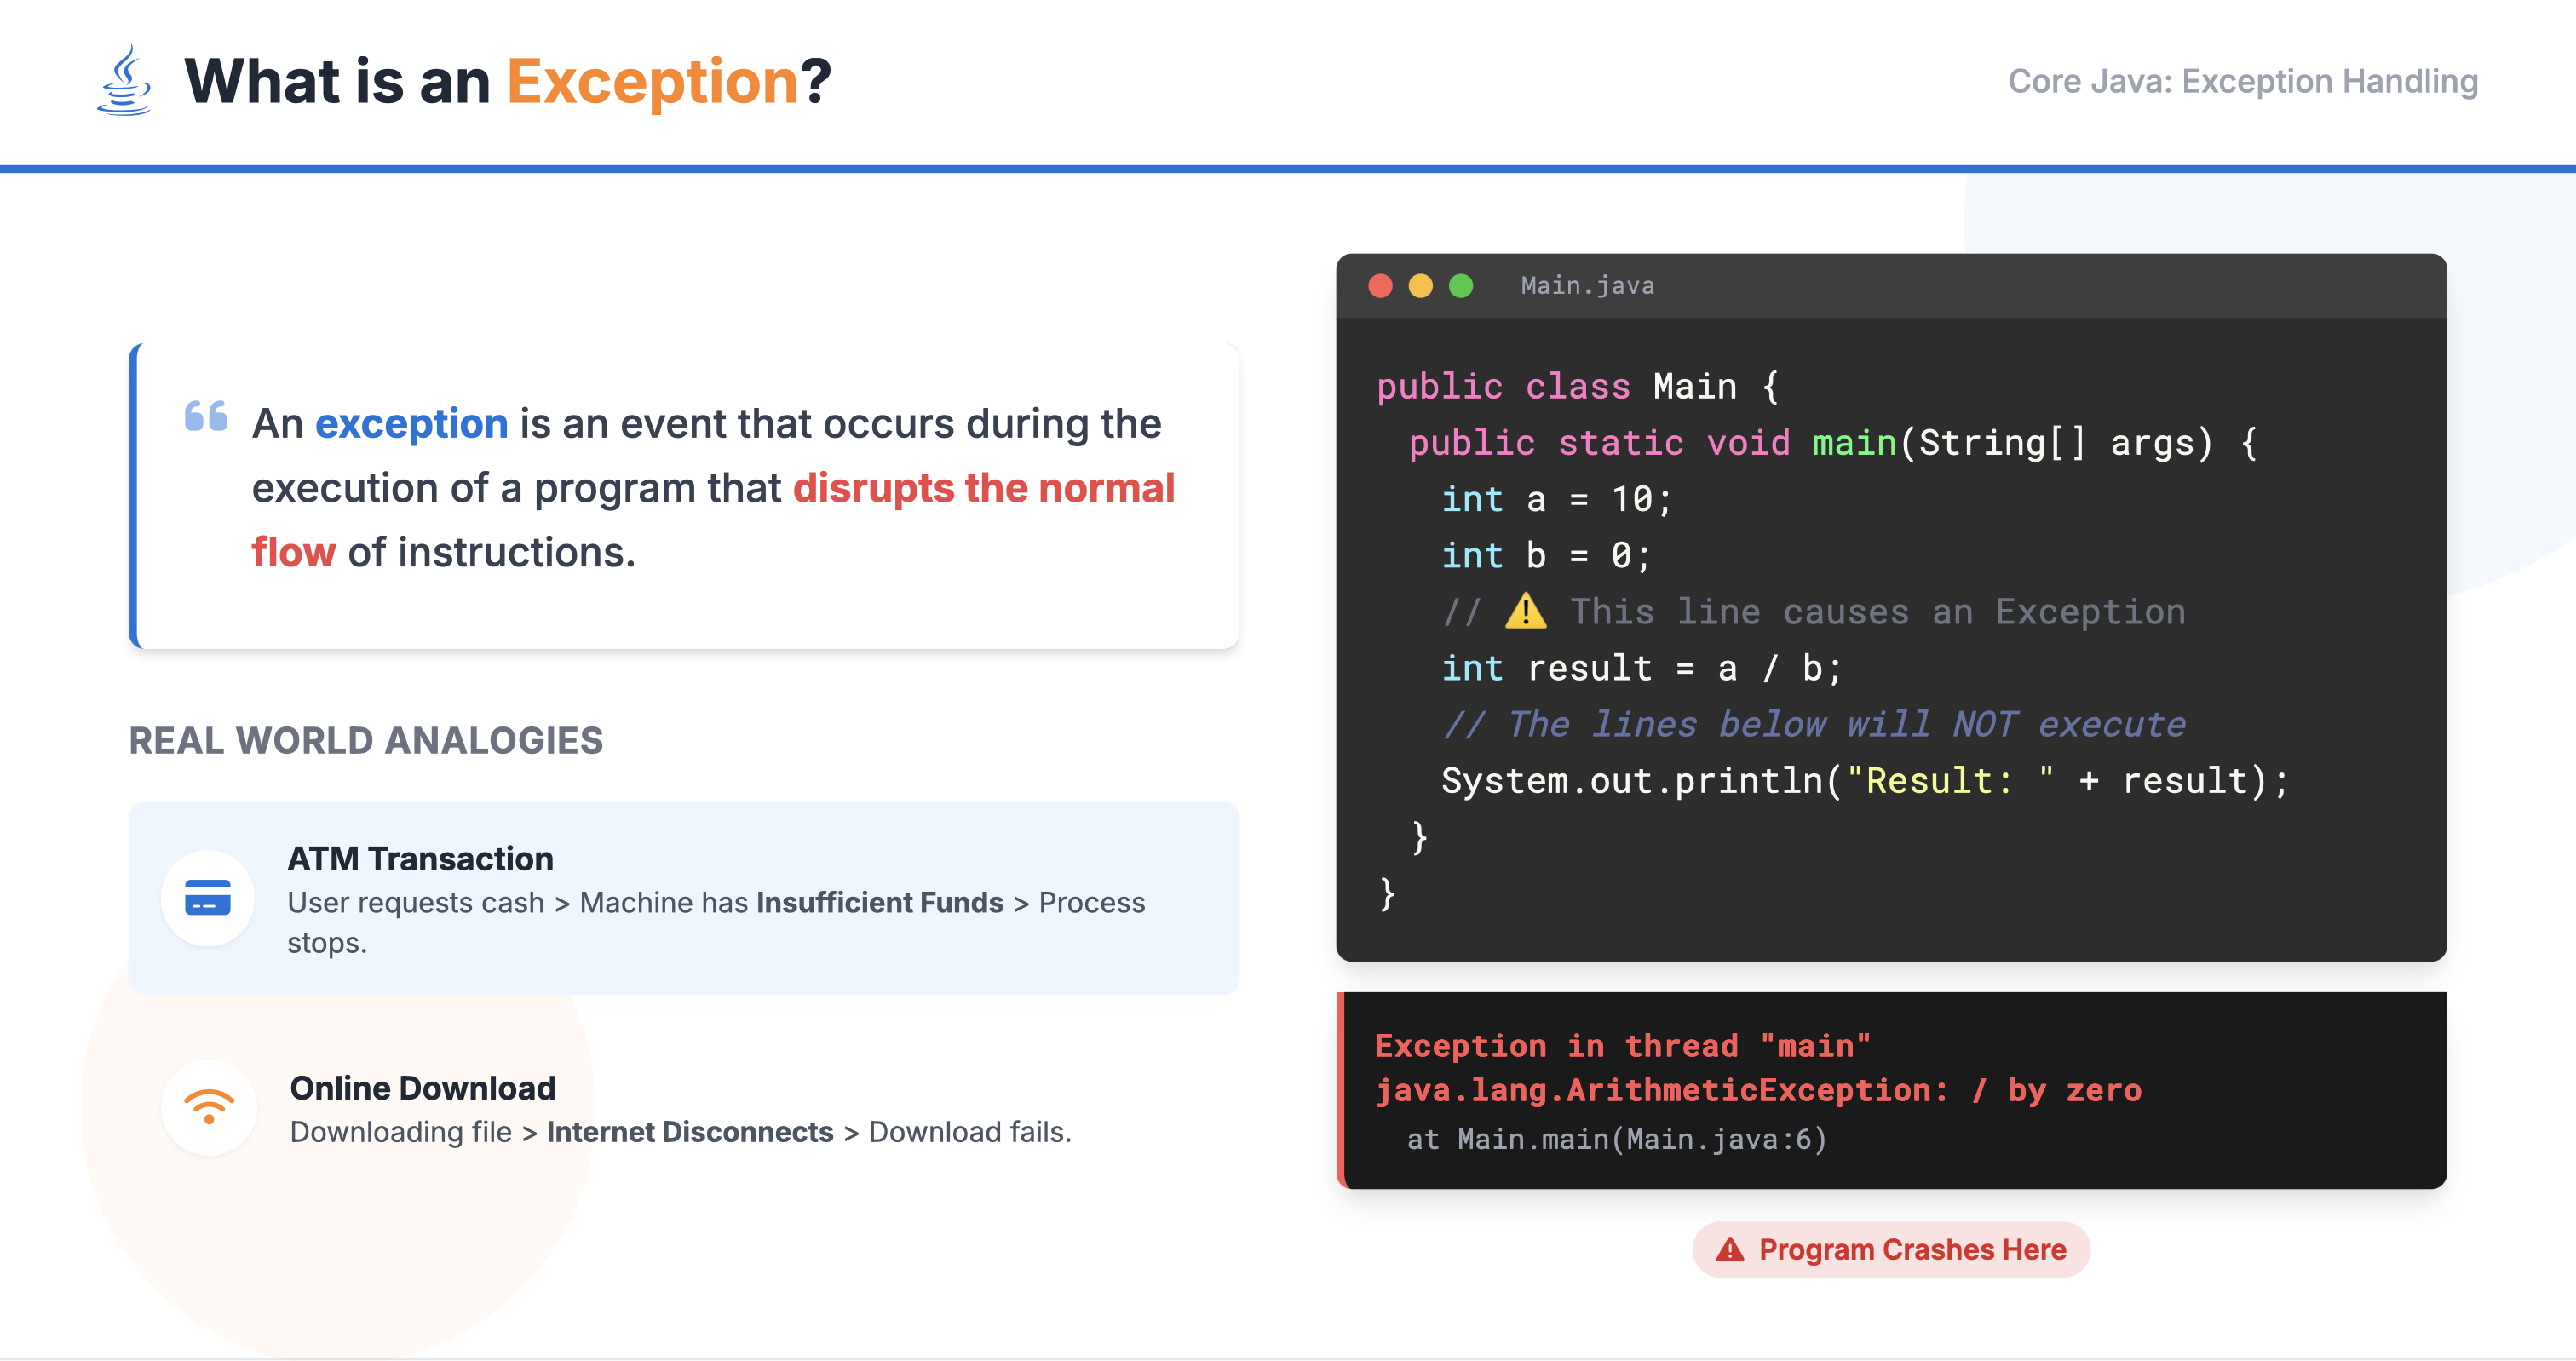 What is an Exception?
Core Java: Exception Handling
An exception is an event that occurs during the
execution of a program that disrupts the normal
flow of instructions.
REAL WORLD ANALOGIES
ATM Transaction
User requests cash > Machine has Insufficient Funds > Process
stops.
Online Download
Downloading file > Internet Disconnects > Download fails.
Main.java
public class Main {
public static void main(String[] args) {
int a = 10;
int b = 0;
// ⚠️ This line causes an Exception
int result = a / b;
// The lines below will NOT execute
System.out.println("Result: " + result);
}
}
Exception in thread "main"
java.lang.ArithmeticException: / by zero
at Main.main(Main.java:6)
Program Crashes Here